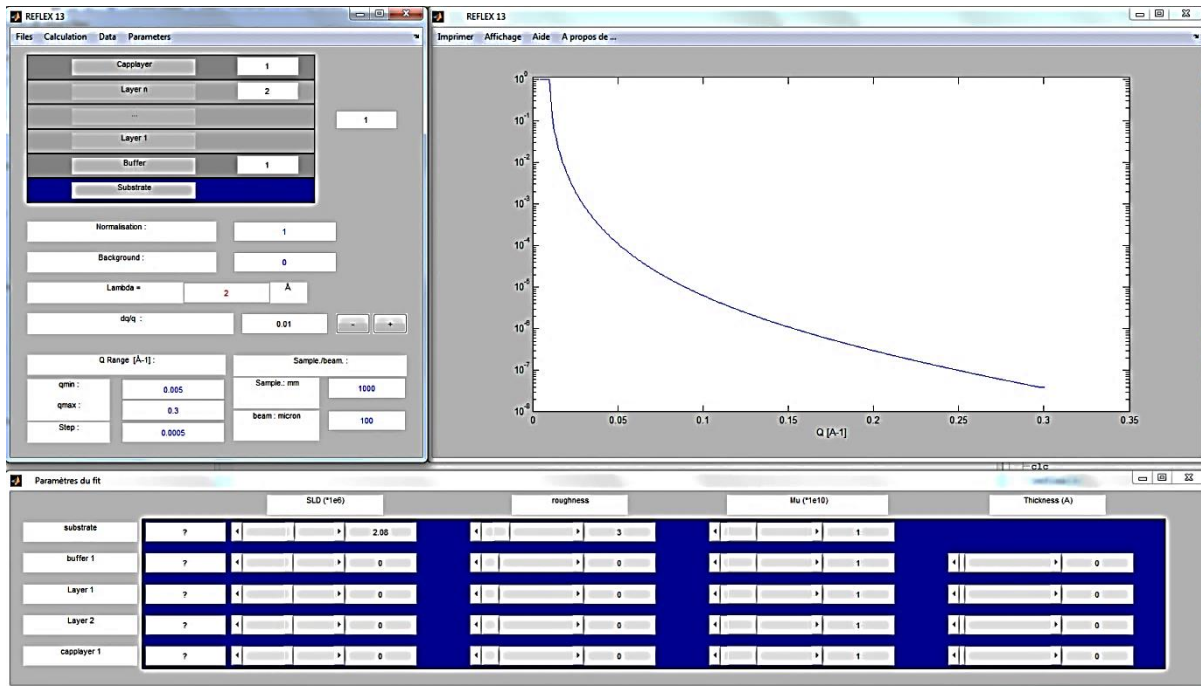 REFLEX 13
Files Calculation Data Parameters
Capplayer 1
Layer n 2
... 1
Layer 1
Buffer 1
Substrate
Normalisation : 1
Background : 0
Lambda = 2 Å
dq/q : 0.01 - +
Q Range [Å-1] : Sample./beam. :
qmin : 0.005 Sample.: mm 1000
qmax : 0.3
beam : micron 100
Step : 0.0005
REFLEX 13
Imprimer Affichage Aide A propos de ...
10^0
10^-1
10^-2
10^-3
10^-4
10^-5
10^-6
10^-7
10^-8
0 0.05 0.1 0.15 0.2 0.25 0.3 0.35
Q [A-1]
clc
Paramètres du fit
SLD (*1e6) roughness Mu (*1e10) Thickness (A)
substrate ? 2.08 3 1
buffer 1 ? 0 0 1 0
Layer 1 ? 0 0 1 0
Layer 2 ? 0 0 1 0
capplayer 1 ? 0 0 1 0